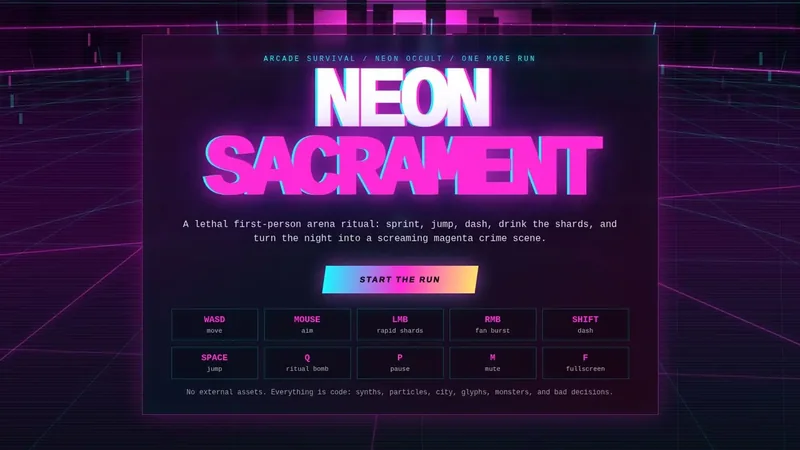 ARCADE SURVIVAL / NEON OCCULT / ONE MORE RUN
NEON
SACRAMENT
A lethal first-person arena ritual: sprint, jump, dash, drink the shards, and
turn the night into a screaming magenta crime scene.
START THE RUN
WASD
move
MOUSE
aim
LMB
rapid shards
RMB
fan burst
SHIFT
dash
SPACE
jump
Q
ritual bomb
P
pause
M
mute
F
fullscreen
No external assets. Everything is code: synths, particles, city, glyphs, monsters, and bad decisions.